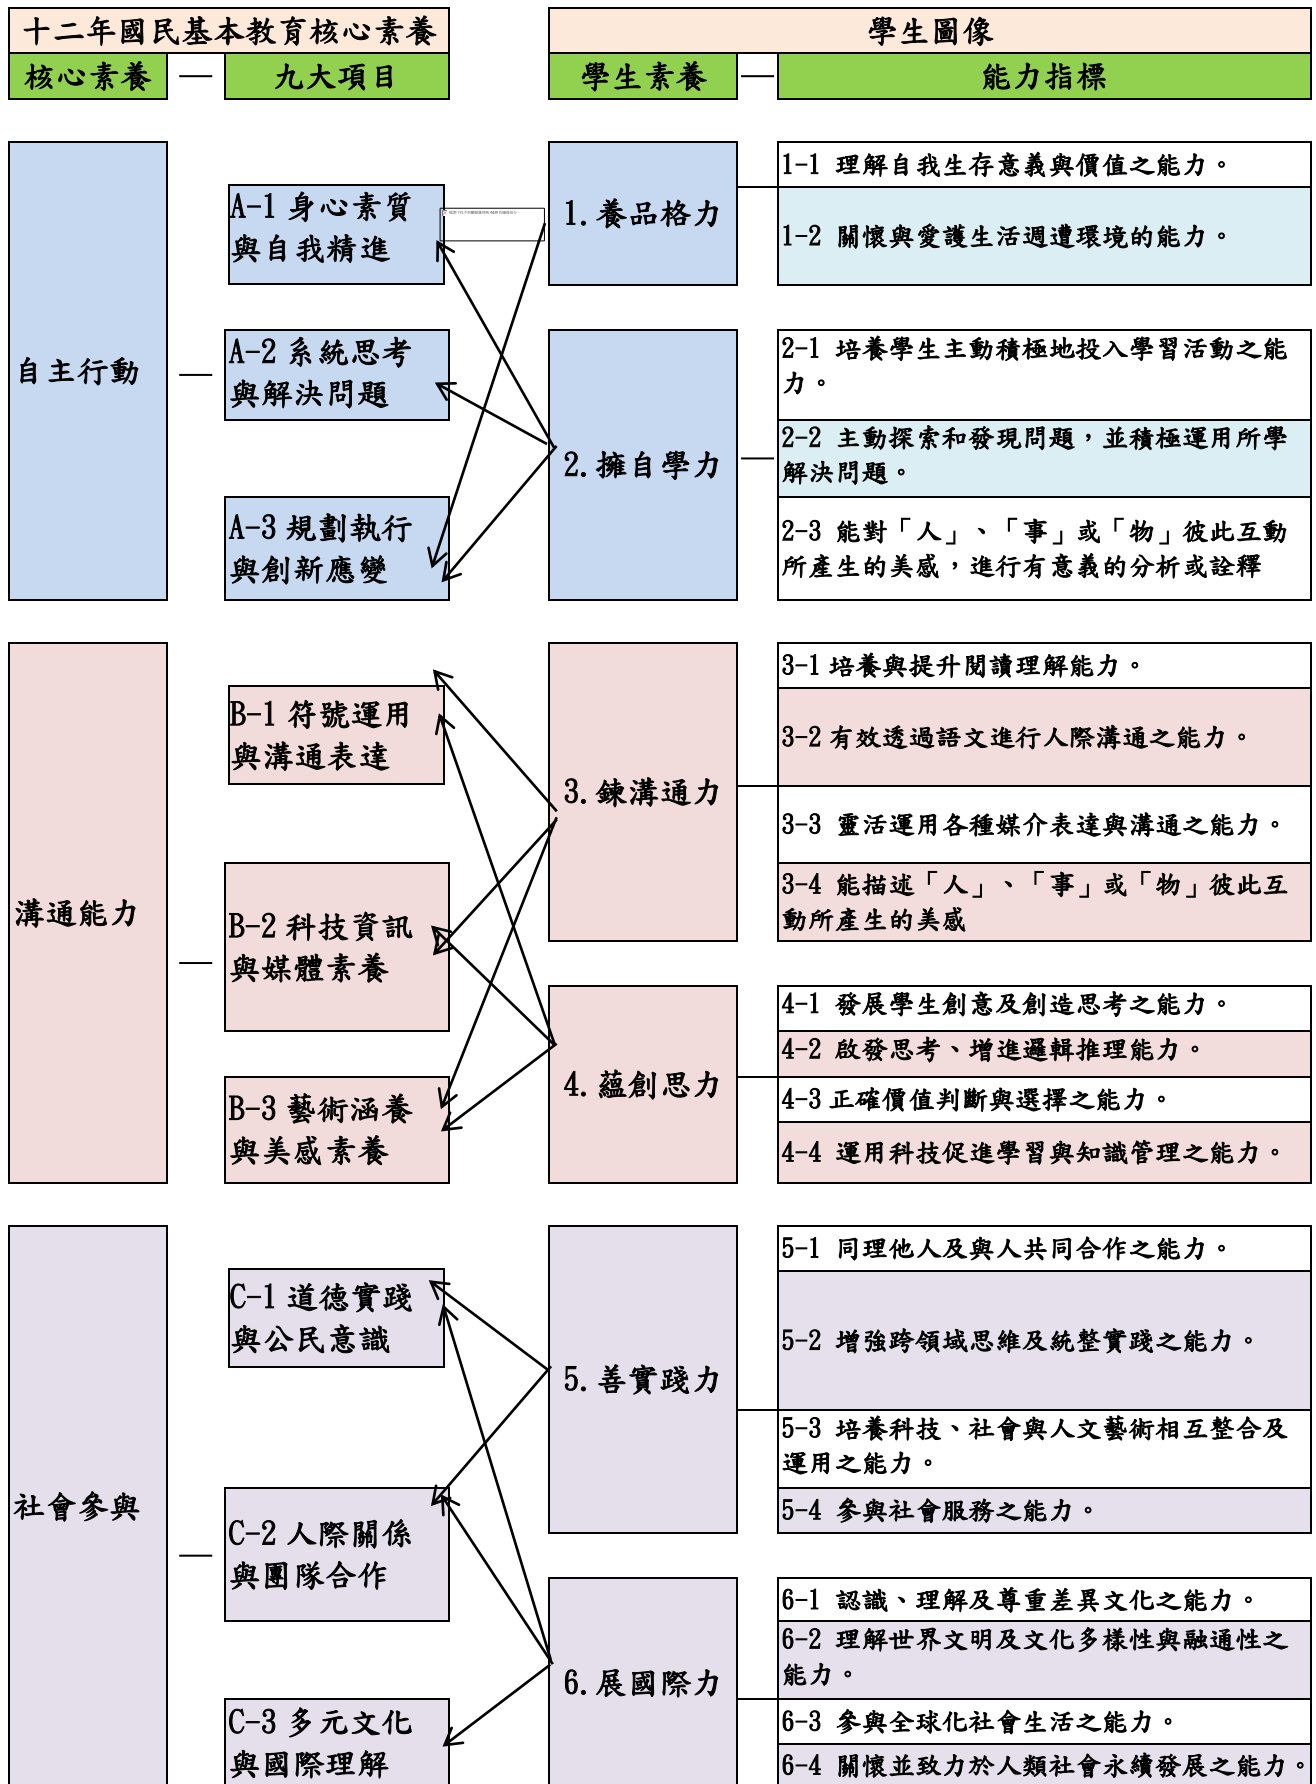 十二年國民基本教育核心素養
學生圖像
核心素養
九大項目
學生素養
能力指標
自主行動
A-1 身心素質
與自我精進
A-2 系統思考
與解決問題
A-3 規劃執行
與創新應變
1. 養品格力
1-1 理解自我生存意義與價值之能力。
1-2 關懷與愛護生活週遭環境的能力。
2. 擁自學力
2-1 培養學生主動積極地投入學習活動之能
力。
2-2 主動探索和發現問題，並積極運用所學
解決問題。
2-3 能對「人」、「事」或「物」彼此互動
所產生的美感，進行有意義的分析或詮釋
溝通能力
B-1 符號運用
與溝通表達
B-2 科技資訊
與媒體素養
B-3 藝術涵養
與美感素養
3. 鍊溝通力
3-1 培養與提升閱讀理解能力。
3-2 有效透過語文進行人際溝通之能力。
3-3 靈活運用各種媒介表達與溝通之能力。
3-4 能描述「人」、「事」或「物」彼此互
動所產生的美感
4. 蘊創思力
4-1 發展學生創意及創造思考之能力。
4-2 啟發思考、增進邏輯推理能力。
4-3 正確價值判斷與選擇之能力。
4-4 運用科技促進學習與知識管理之能力。
社會參與
C-1 道德實踐
與公民意識
C-2 人際關係
與團隊合作
C-3 多元文化
與國際理解
5. 善實踐力
5-1 同理他人及與人共同合作之能力。
5-2 增強跨領域思維及統整實踐之能力。
5-3 培養科技、社會與人文藝術相互整合及
運用之能力。
5-4 參與社會服務之能力。
6. 展國際力
6-1 認識、理解及尊重差異文化之能力。
6-2 理解世界文明及文化多樣性與融通性之
能力。
6-3 參與全球化社會生活之能力。
6-4 關懷並致力於人類社會永續發展之能力。